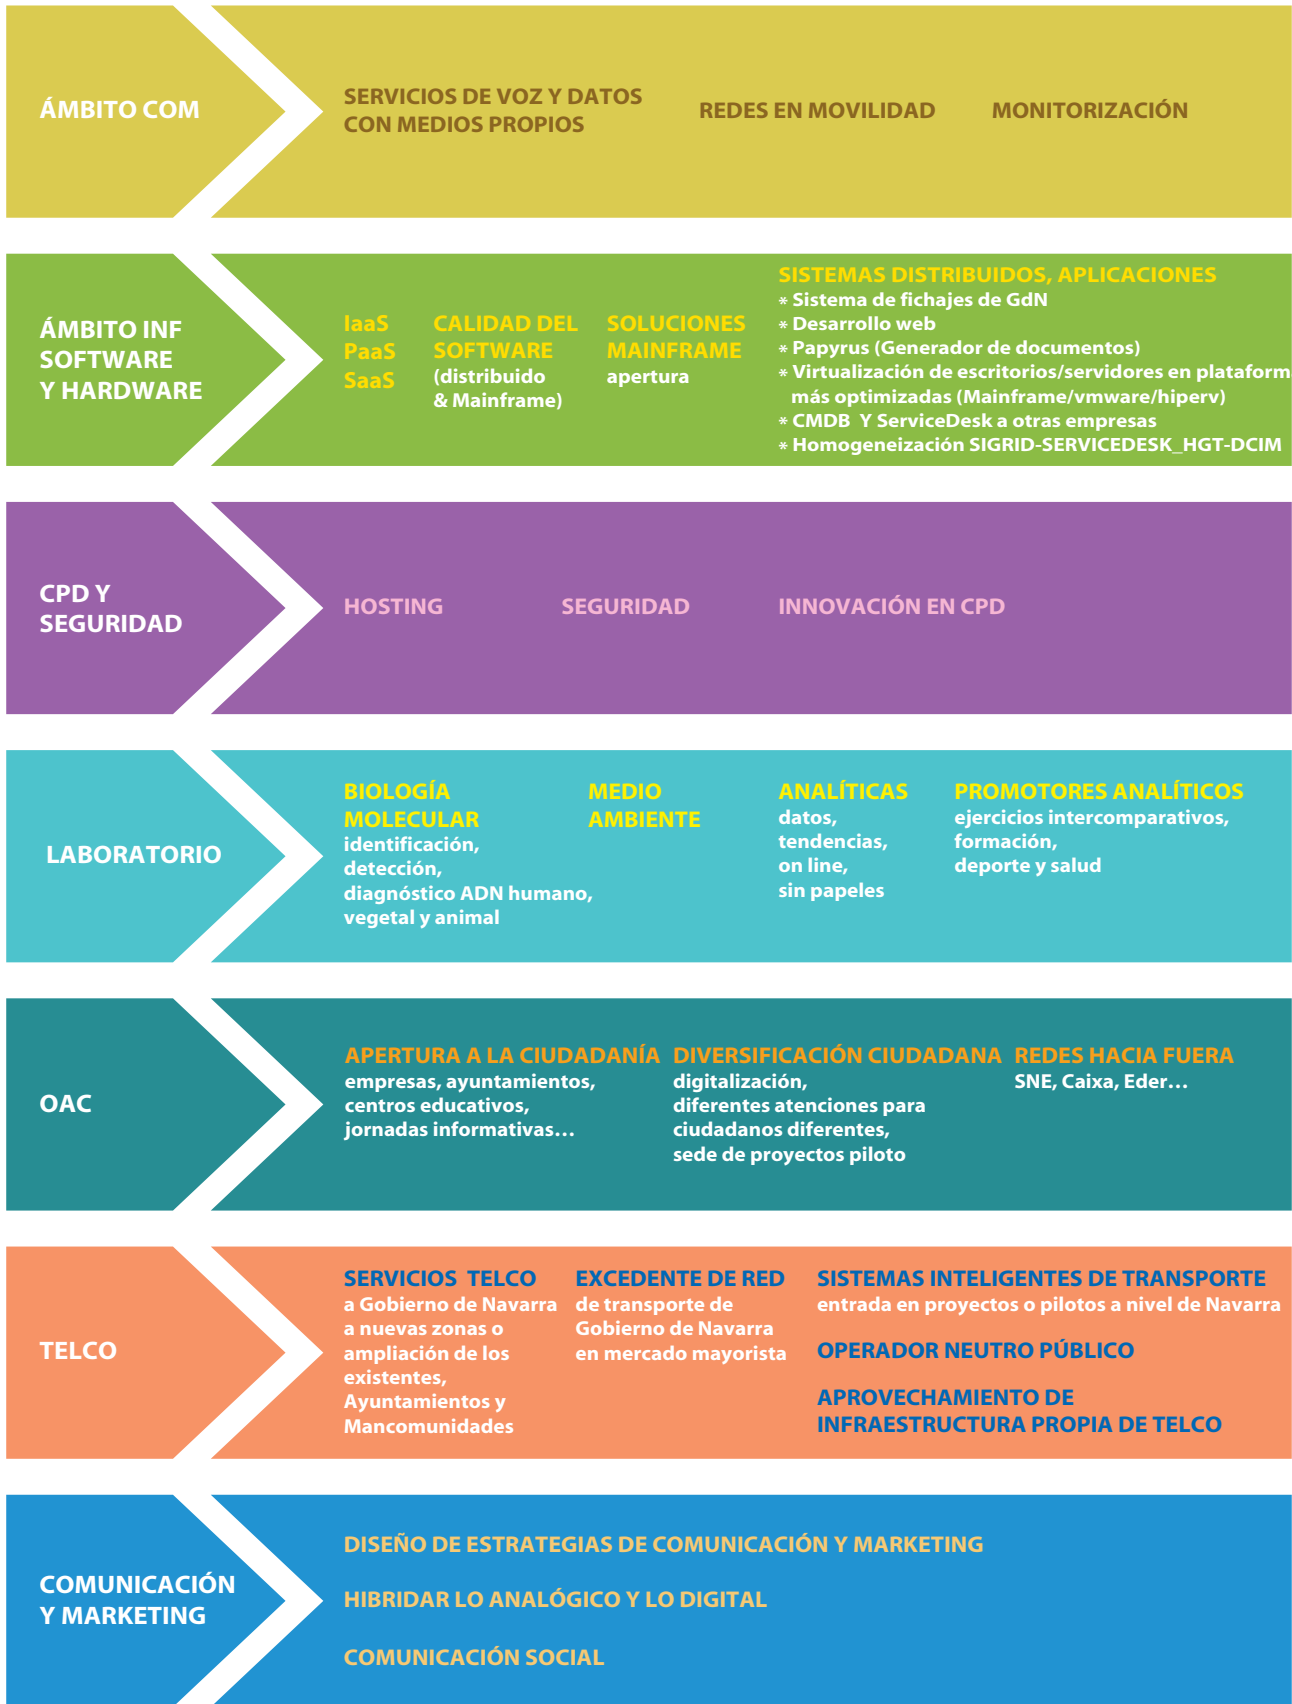 ÁMBITO COM
SERVICIOS DE VOZ Y DATOS
CON MEDIOS PROPIOS
REDES EN MOVILIDAD
MONITORIZACIÓN
ÁMBITO INF
SOFTWARE
Y HARDWARE
IaaS
PaaS
SaaS
CALIDAD DEL
SOFTWARE
(distribuido
& Mainframe)
SOLUCIONES
MAINFRAME
apertura
SISTEMAS DISTRIBUIDOS, APLICACIONES
* Sistema de fichajes de GdN
* Desarrollo web
* Papyrus (Generador de documentos)
* Virtualización de escritorios/servidores en plataform
más optimizadas (Mainframe/vmware/hiperv)
* CMDB Y ServiceDesk a otras empresas
* Homogeneización SIGRID-SERVICEDESK_HGT-DCIM
CPD Y
SEGURIDAD
HOSTING
SEGURIDAD
INNOVACIÓN EN CPD
LABORATORIO
BIOLOGÍA
MOLECULAR
identificación,
detección,
diagnóstico ADN humano,
vegetal y animal
MEDIO
AMBIENTE
ANALÍTICAS
datos,
tendencias,
on line,
sin papeles
PROMOTORES ANALÍTICOS
ejercicios intercomparativos,
formación,
deporte y salud
OAC
APERTURA A LA CIUDADANÍA
empresas, ayuntamientos,
centros educativos,
jornadas informativas...
DIVERSIFICACIÓN CIUDADANA
digitalización,
diferentes atenciones para
ciudadanos diferentes,
sede de proyectos piloto
REDES HACIA FUERA
SNE, Caixa, Eder...
TELCO
SERVICIOS TELCO
a Gobierno de Navarra
a nuevas zonas o
ampliación de los
existentes,
Ayuntamientos y
Mancomunidades
EXCEDENTE DE RED
de transporte de
Gobierno de Navarra
en mercado mayorista
SISTEMAS INTELIGENTES DE TRANSPORTE
entrada en proyectos o pilotos a nivel de Navarra
OPERADOR NEUTRO PÚBLICO
APROVECHAMIENTO DE
INFRAESTRUCTURA PROPIA DE TELCO
COMUNICACIÓN
Y MARKETING
DISEÑO DE ESTRATEGIAS DE COMUNICACIÓN Y MARKETING
HIBRIDAR LO ANALÓGICO Y LO DIGITAL
COMUNICACIÓN SOCIAL